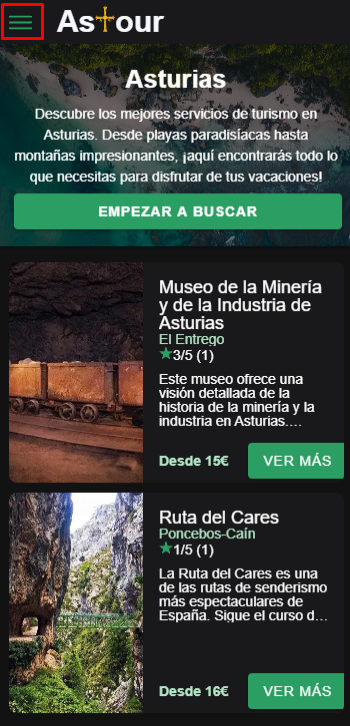 Astour
Asturias
Descubre los mejores servicios de turismo en
Asturias. Desde playas paradisíacas hasta
montañas impresionantes, ¡aquí encontrarás todo lo
que necesitas para disfrutar de tus vacaciones!
EMPEZAR A BUSCAR
Museo de la Minería
y de la Industria de
Asturias
El Entrego
3/5 (1)
Este museo ofrece una
visión detallada de la
historia de la minería y la
industria en Asturias....
Desde 15€
VER MÁS
Ruta del Cares
Poncebos-Caín
1/5 (1)
La Ruta del Cares es una
de las rutas de senderismo
más espectaculares de
España. Sigue el curso d...
Desde 16€
VER MÁS